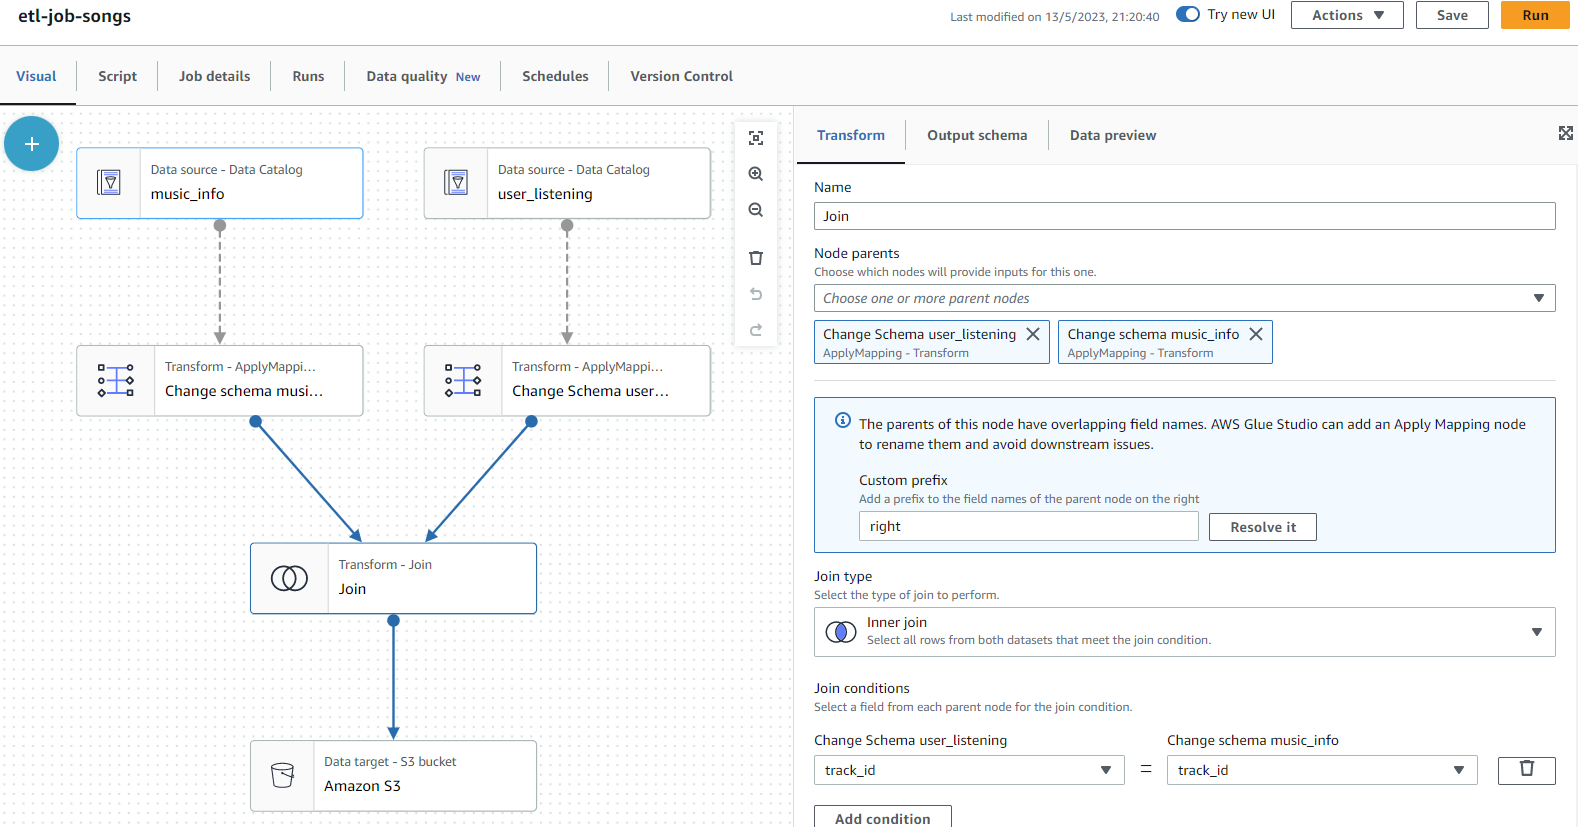 etl-job-songs
Last modified on 13/5/2023, 21:20:40
Try new UI
Actions
Save
Run
Visual
Script
Job details
Runs
Data quality New
Schedules
Version Control
Data source - Data Catalog
music_info
Data source - Data Catalog
user_listening
Transform - ApplyMappi...
Change schema musi...
Transform - ApplyMappi...
Change Schema user...
Transform - Join
Join
Data target - S3 bucket
Amazon S3
Transform
Output schema
Data preview
Name
Join
Node parents
Choose which nodes will provide inputs for this one.
Choose one or more parent nodes
Change Schema user_listening
ApplyMapping - Transform
Change schema music_info
ApplyMapping - Transform
The parents of this node have overlapping field names. AWS Glue Studio can add an Apply Mapping node
to rename them and avoid downstream issues.
Custom prefix
Add a prefix to the field names of the parent node on the right
right
Resolve it
Join type
Select the type of join to perform.
Inner join
Select all rows from both datasets that meet the join condition.
Join conditions
Select a field from each parent node for the join condition.
Change Schema user_listening
Change schema music_info
track_id
=
track_id
Add condition